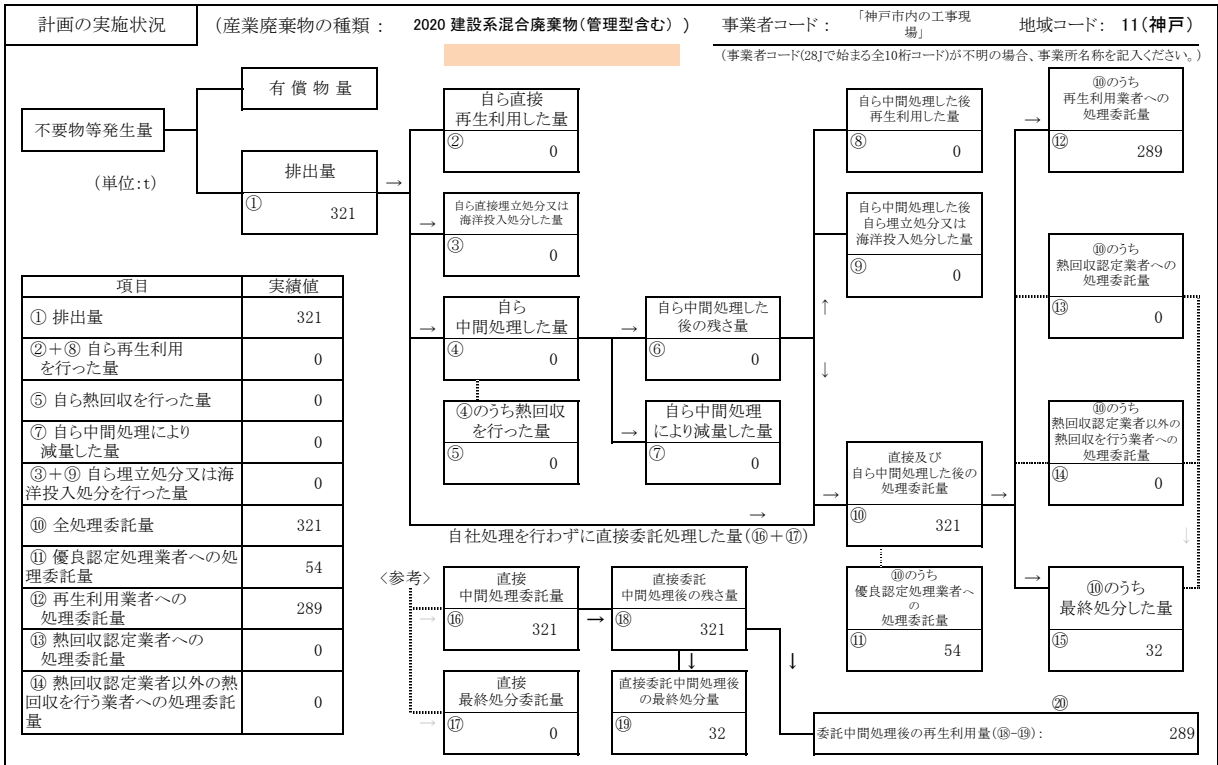 計画の実施状況
(産業廃棄物の種類： 2020 建設系混合廃棄物(管理型含む) )
事業者コード：
「神戸市内の工事現
場」
地域コード： 11(神戸)
(事業者コード(28Jで始まる全10桁コード)が不明の場合、事業所名称を記入ください。)
不要物等発生量
(単位:t)
有償物量
排出量
→
①
321
自ら直接
再生利用した量
②
0
→
自ら直接埋立処分又は
海洋投入処分した量
③
0
→
自ら
中間処理した量
④
0
④のうち熱回収
を行った量
⑤
0
→
自ら中間処理した
後の残さ量
⑥
0
→
自ら中間処理
により減量した量
⑦
0
自ら中間処理した後
再生利用した量
⑧
0
自ら中間処理した後
自ら埋立処分又は
海洋投入処分した量
⑨
0
↑
↓
→
自社処理を行わずに直接委託処理した量(⑯+⑰)
→
直接及び
自ら中間処理した後の
処理委託量
→
⑩
321
⑩のうち
優良認定処理業者へ
の
処理委託量
⑪
54
→
⑩のうち
再生利用業者への
処理委託量
⑫
289
⑩のうち
熱回収認定業者への
処理委託量
⑬
0
⑩のうち
熱回収認定業者以外の
熱回収を行う業者への
処理委託量
⑭
0
↓
→
⑩のうち
最終処分した量
⑮
32
項目 実績値
① 排出量 321
②+⑧ 自ら再生利用
を行った量
0
⑤ 自ら熱回収を行った量 0
⑦ 自ら中間処理により
減量した量
0
③+⑨ 自ら埋立処分又は海
洋投入処分を行った量
0
⑩ 全処理委託量 321
⑪ 優良認定処理業者への処
理委託量
54
⑫ 再生利用業者への
処理委託量
289
⑬ 熱回収認定業者への
処理委託量
0
⑭ 熱回収認定業者以外の熱
回収を行う業者への処理委託
量
0
〈参考〉
→
直接
中間処理委託量
⑯
321
→
直接委託
中間処理後の残さ量
⑱
321
↓
↓
→
直接
最終処分委託量
⑰
0
直接委託中間処理後
の最終処分量
⑲
32
⑳
委託中間処理後の再生利用量(⑱-⑲)： 289